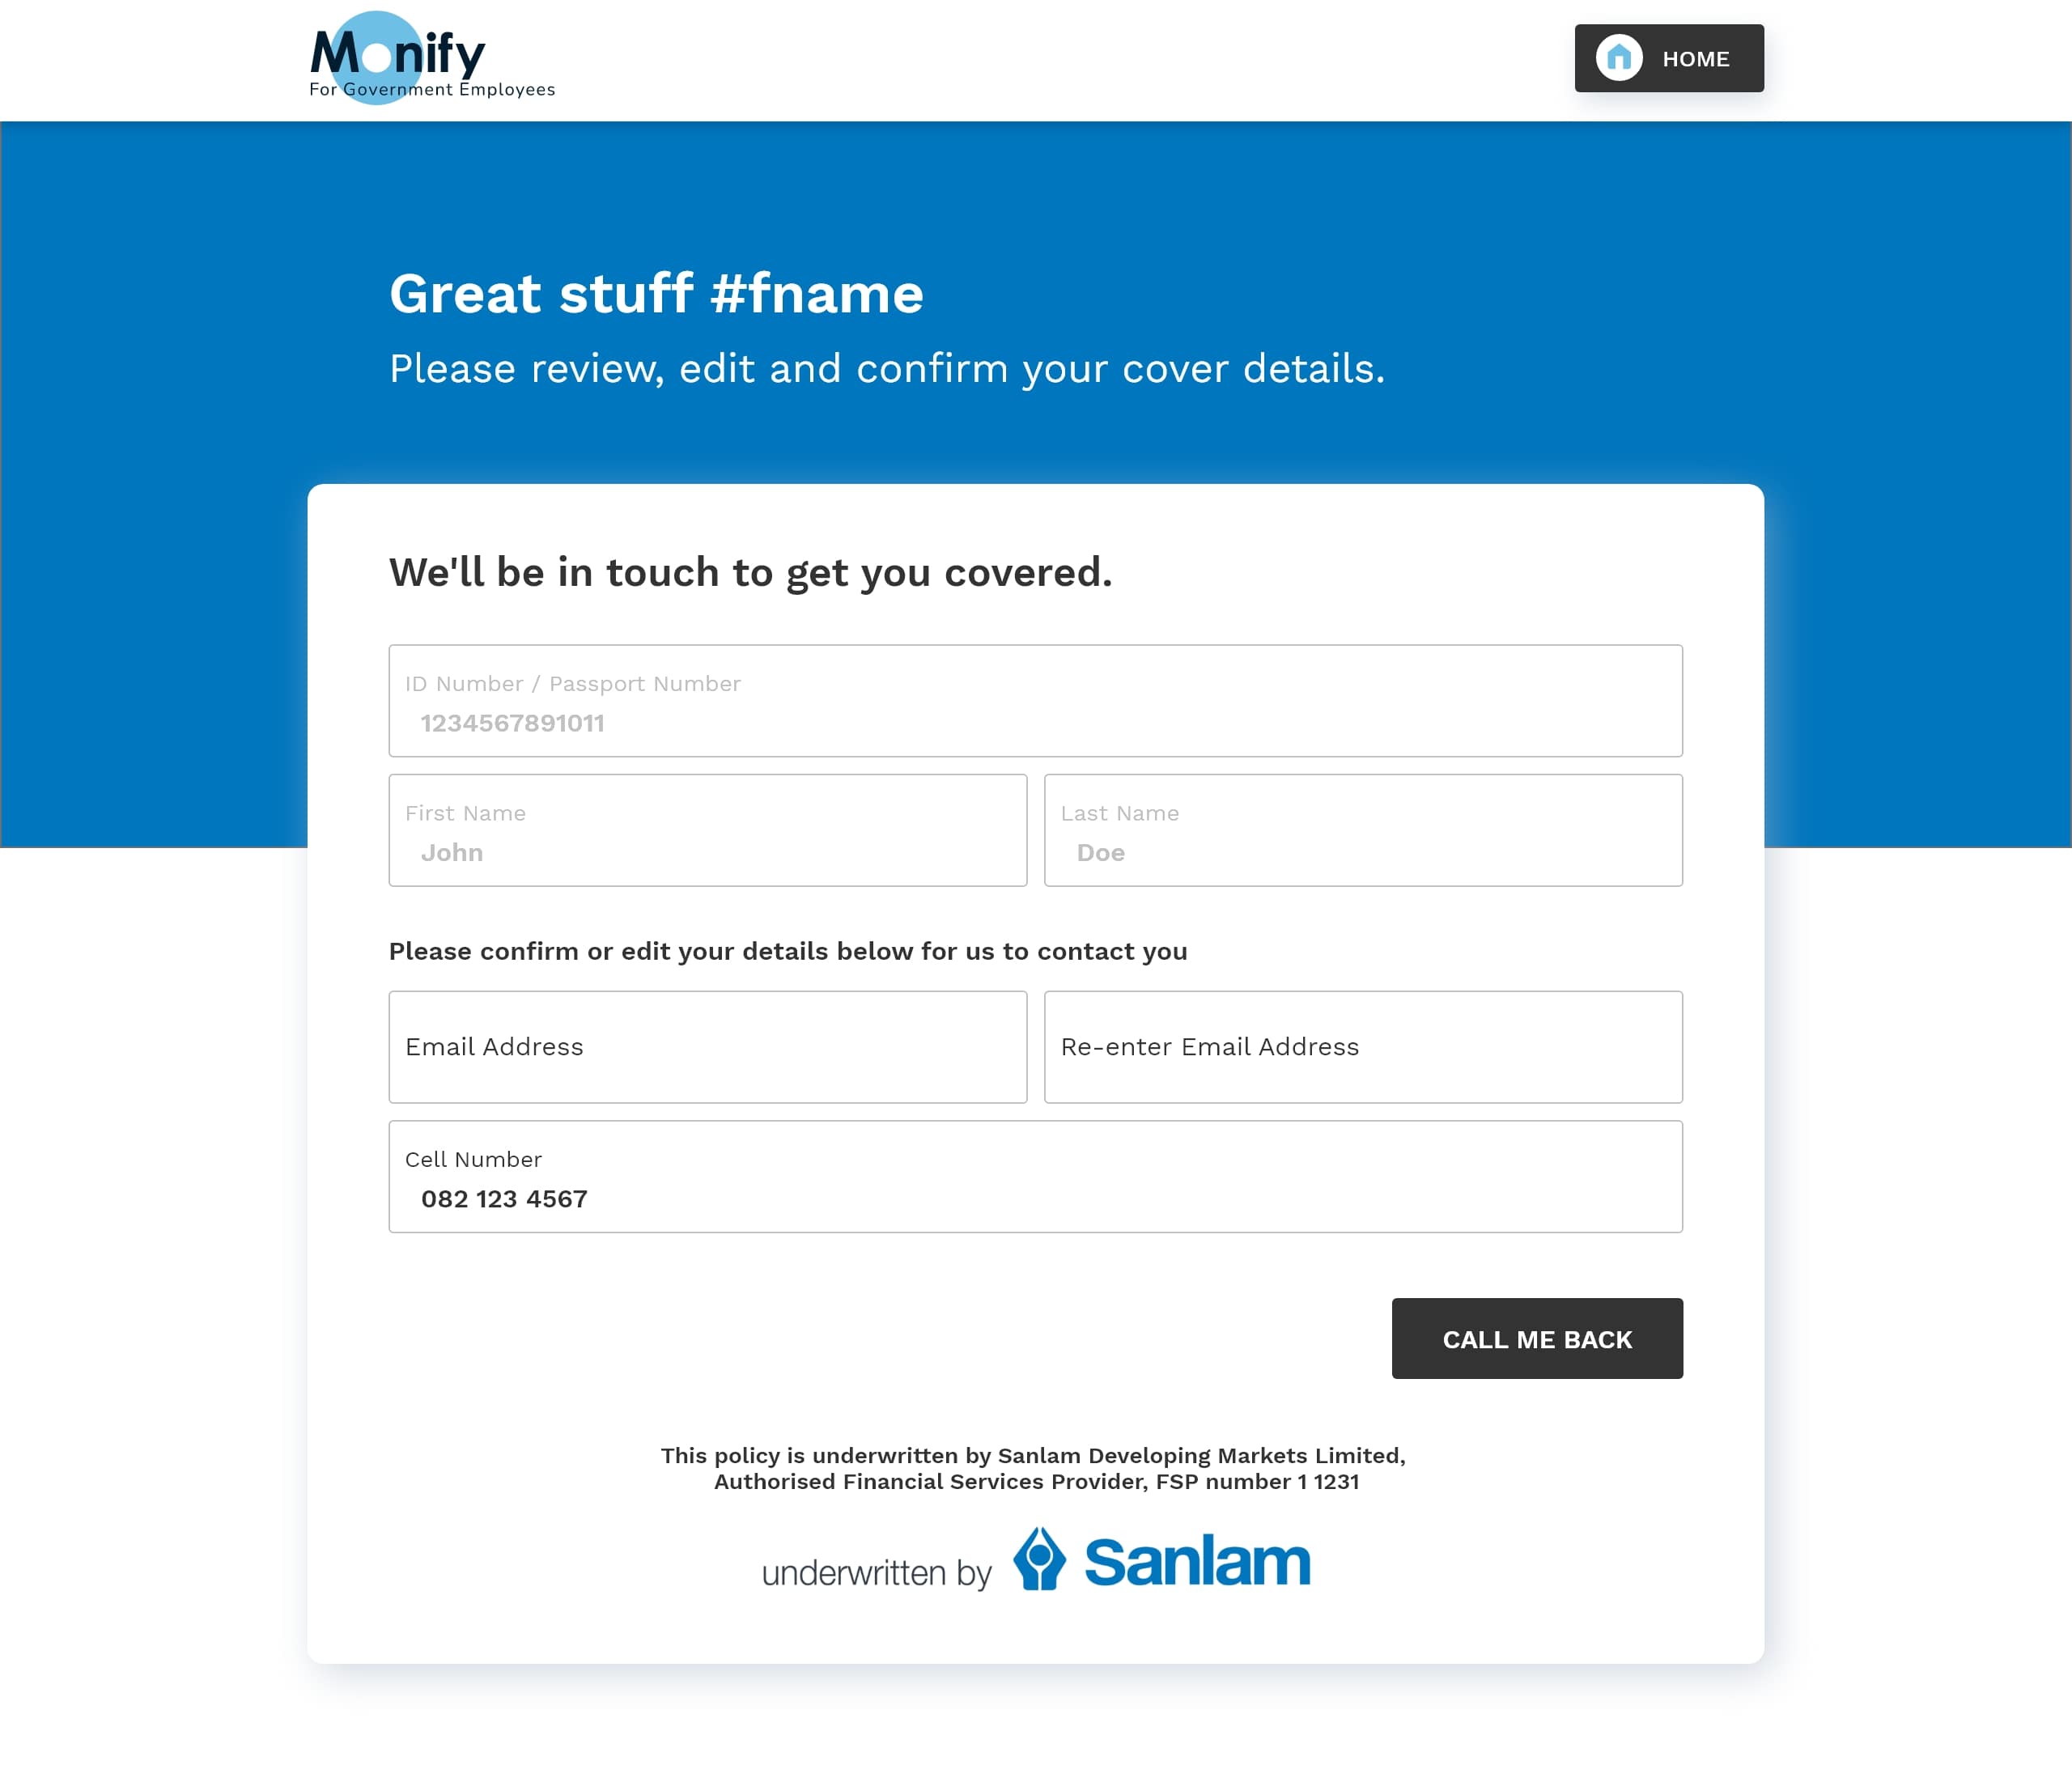 Monify
For Government Employees
HOME
Great stuff #fname
Please review, edit and confirm your cover details.
We'll be in touch to get you covered.
ID Number / Passport Number
1234567891011
First Name
Last Name
John
Doe
Please confirm or edit your details below for us to contact you
Email Address
Re-enter Email Address
Cell Number
082 123 4567
CALL ME BACK
This policy is underwritten by Sanlam Developing Markets Limited,
Authorised Financial Services Provider, FSP number 1 1231
underwritten by Sanlam